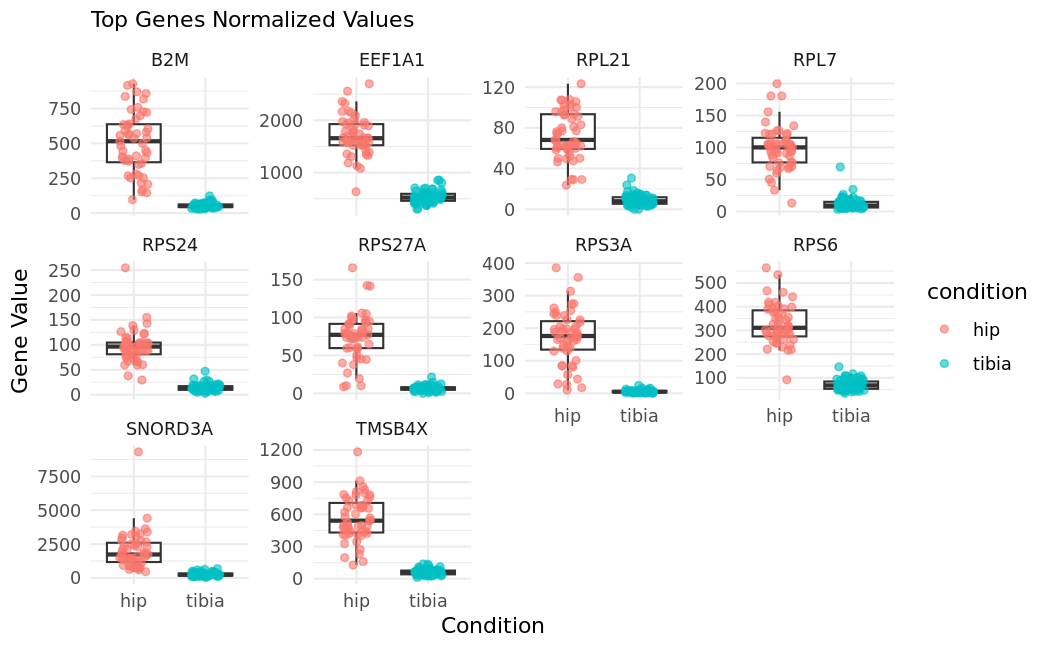 Top Genes Normalized Values
B2M EEF1A1 RPL21 RPL7
750 500 250 0
2000 1000
120 80 40 0
200 150 100 50 0
RPS24 RPS27A RPS3A RPS6
250 200 150 100 50 0
150 100 50 0
400 300 200 100 0
500 400 300 200 100
hip tibia hip tibia
SNORD3A TMSB4X
7500 5000 2500 0
1200 900 600 300 0
hip tibia hip tibia
Condition
Gene Value
condition
hip
tibia